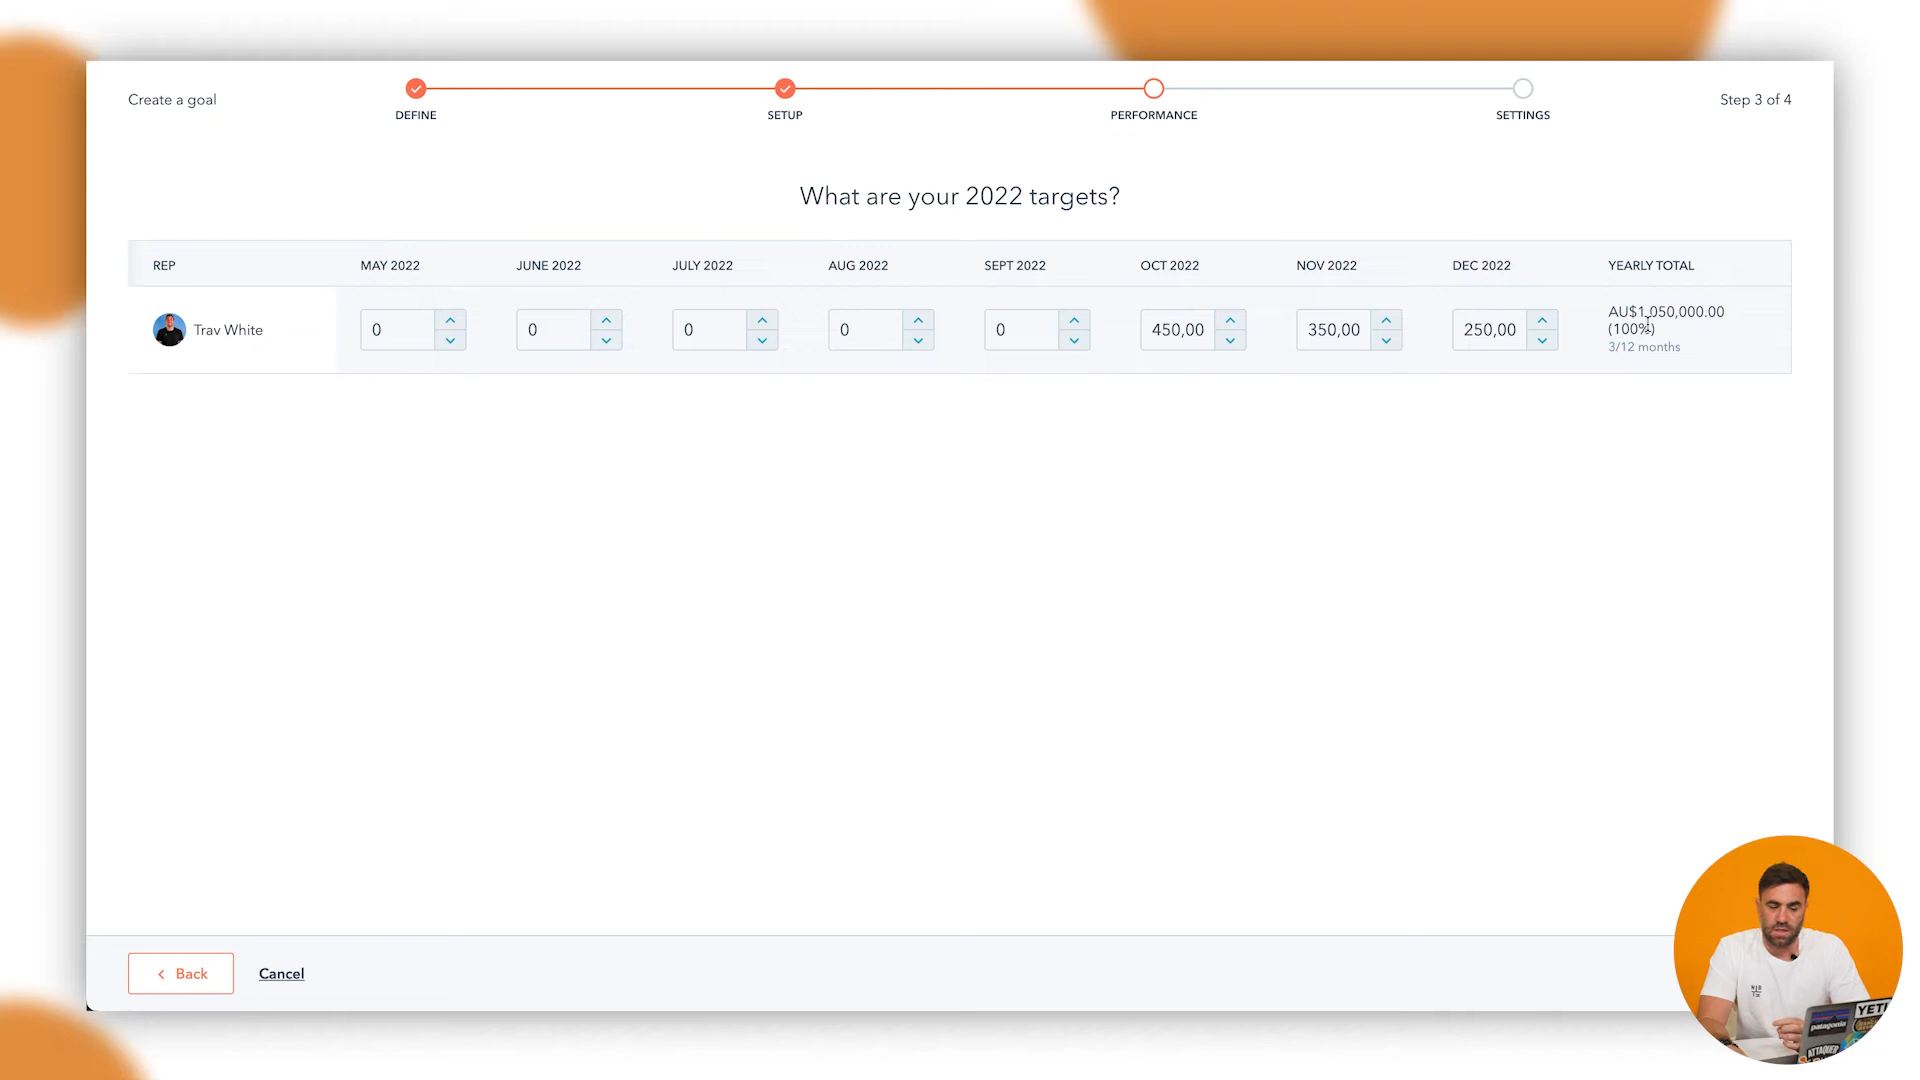 Create a goal
DEFINE
SETUP
PERFORMANCE
SETTINGS
Step 3 of 4
What are your 2022 targets?
REP MAY 2022 JUNE 2022 JULY 2022 AUG 2022 SEPT 2022 OCT 2022 NOV 2022 DEC 2022 YEARLY TOTAL
Trav White 0 0 0 0 0 450,00 350,00 250,00 AU$1,050,000.00
(100%)
3/12 months
Back Cancel
YETI
patagonia
ATTAQUER